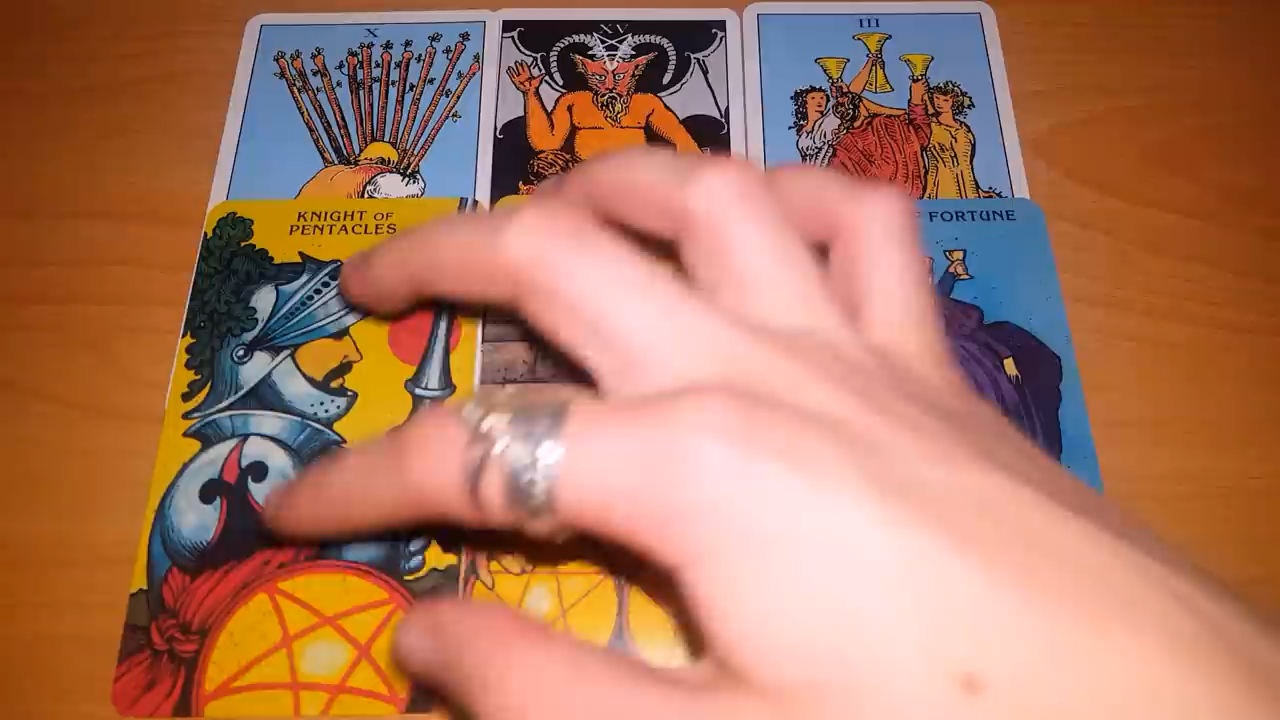 X
XV
III
KNIGHT OF
PENTACLES
FORTUNE